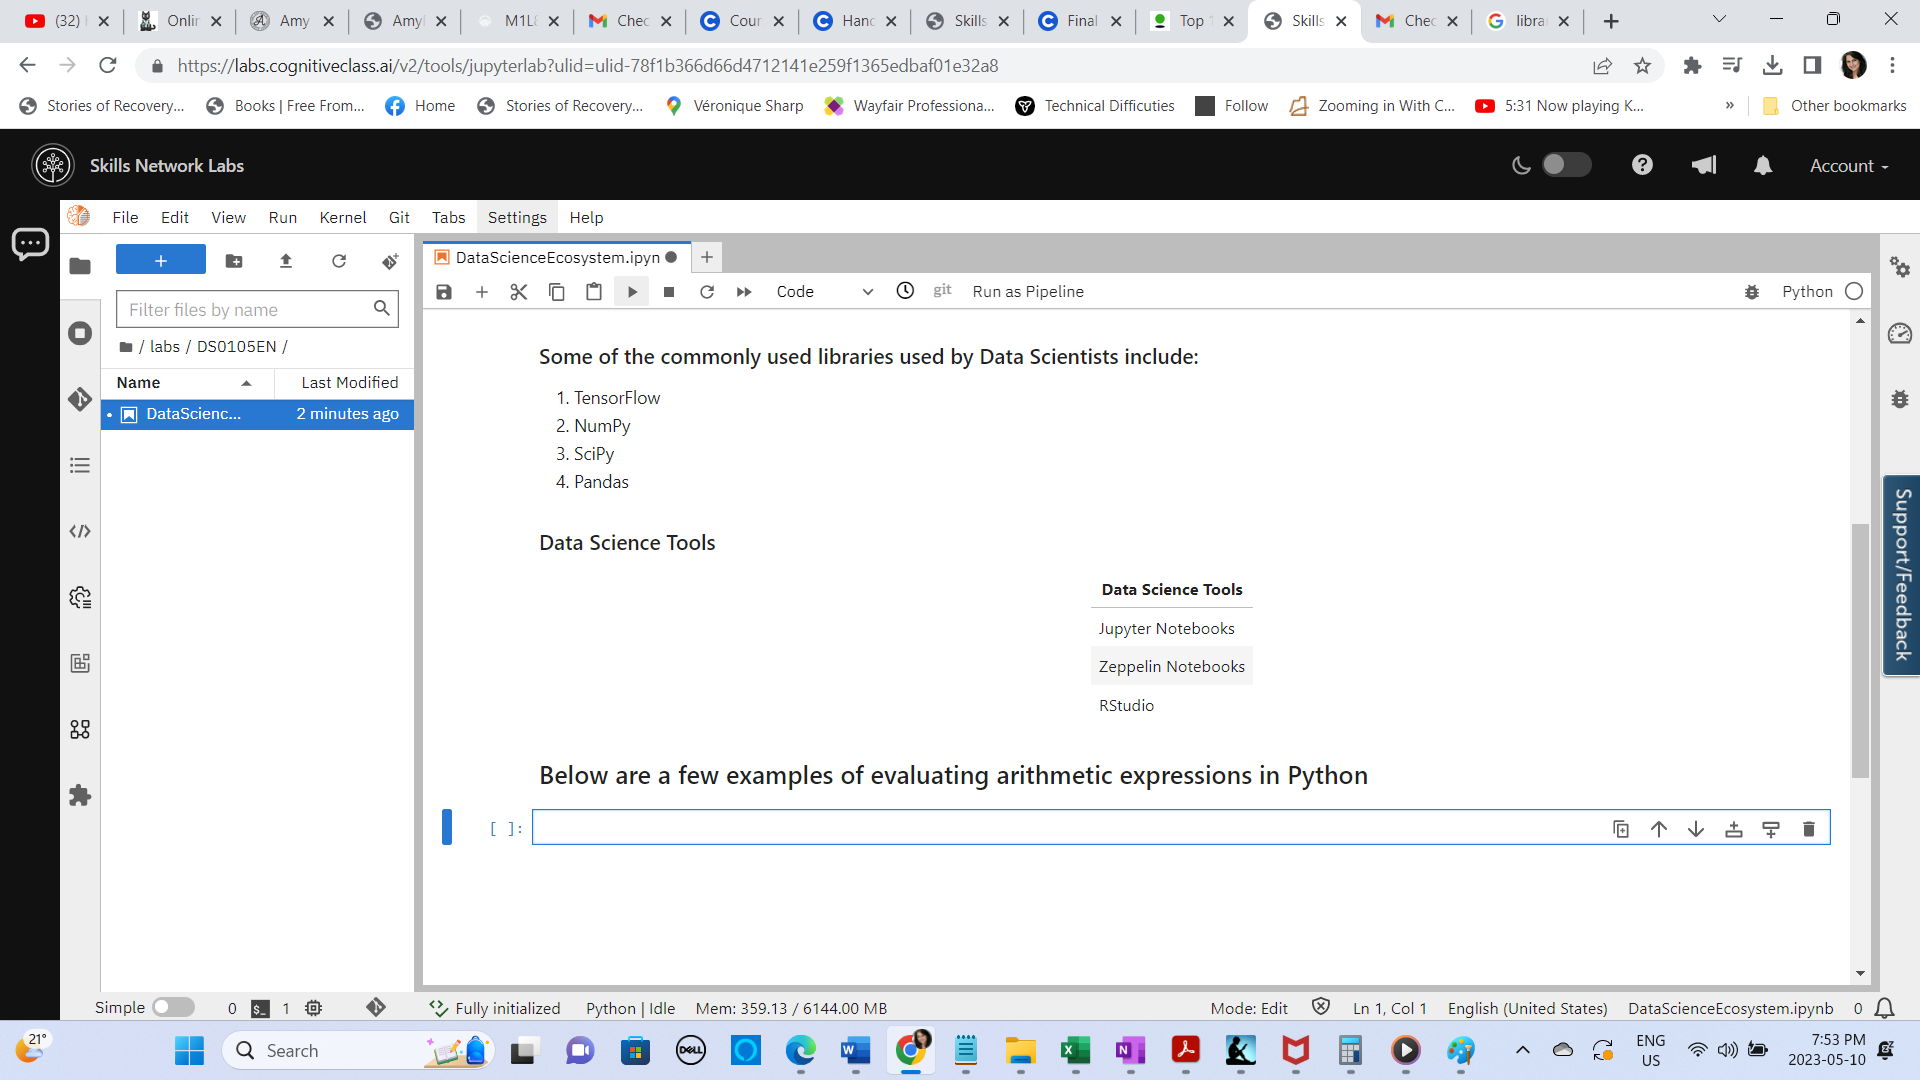 (32)
Onlin
Amy
Amyl
M1L
Chec
Cour
Hanc
Skills
Final
Top
Skills
Chec
libra
https://labs.cognitiveclass.ai/v2/tools/jupyterlab?ulid=ulid-78f1b366d66d4712141e259f1365edbaf01e32a8
Stories of Recovery... Books | Free From... Home Stories of Recovery... Véronique Sharp Wayfair Professiona... Technical Difficuties Follow Zooming in With C... 5:31 Now playing K... » Other bookmarks
Skills Network Labs
Account
File Edit View Run Kernel Git Tabs Settings Help
DataScienceEcosystem.ipyn
Code
git
Run as Pipeline
Python
Filter files by name
/ labs / DS0105EN /
Name Last Modified
DataScienc... 2 minutes ago
Some of the commonly used libraries used by Data Scientists include:
1. TensorFlow
2. NumPy
3. SciPy
4. Pandas
Data Science Tools
Data Science Tools
Jupyter Notebooks
Zeppelin Notebooks
RStudio
Below are a few examples of evaluating arithmetic expressions in Python
[ ]:
Support/Feedback
Simple 0 $_ 1 Fully initialized Python | Idle Mem: 359.13 / 6144.00 MB Mode: Edit Ln 1, Col 1 English (United States) DataScienceEcosystem.ipynb 0
21°
Search
DELL
ENG
US
7:53 PM
2023-05-10